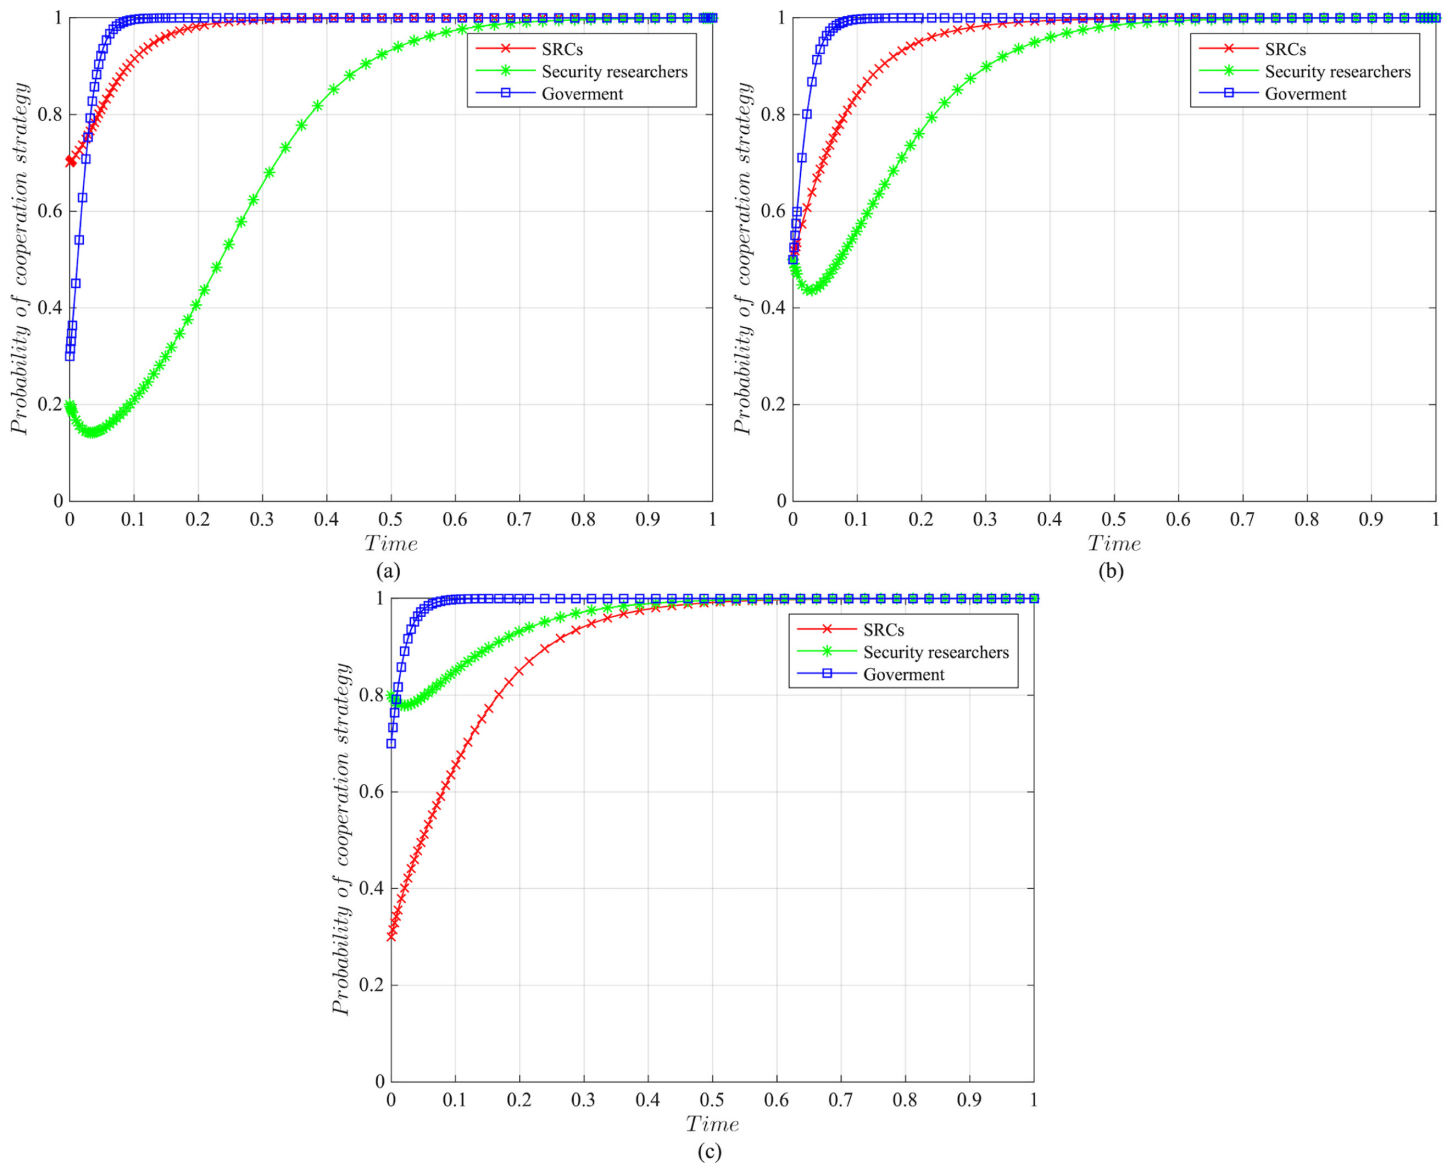 Probability of cooperation strategy
1
0.8
0.6
0.4
0.2
0
SRCs
Security researchers
Goverment
0 0.1 0.2 0.3 0.4 0.5 0.6 0.7 0.8 0.9 1
Time
(a)
Probability of cooperation strategy
1
0.8
0.6
0.4
0.2
0
SRCs
Security researchers
Goverment
0 0.1 0.2 0.3 0.4 0.5 0.6 0.7 0.8 0.9 1
Time
(b)
Probability of cooperation strategy
1
0.8
0.6
0.4
0.2
0
SRCs
Security researchers
Goverment
0 0.1 0.2 0.3 0.4 0.5 0.6 0.7 0.8 0.9 1
Time
(c)